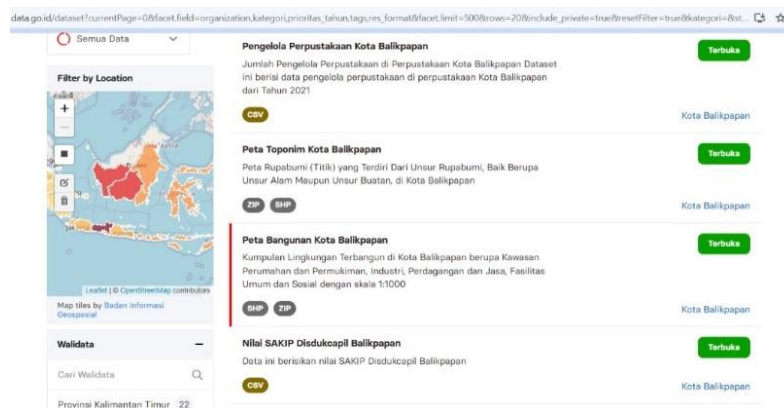 data.go.id/dataset?currentPage=0&facet.field=organization,kategori,prioritas_tahun,tags,res_format&facet.limit=500&rows=20&include_private=true&resetFilter=true&kategori=&st...
Semua Data
Filter by Location
+
Leaflet | © OpenStreetMap contributors
Map tiles by Badan Informasi
Geospasial
Walidata
Cari Walidata
Provinsi Kalimantan Timur 22
Pengelola Perpustakaan Kota Balikpapan
Terbuka
Jumlah Pengelola Perpustakaan di Perpustakaan Kota Balikpapan Dataset
ini berisi data pengelola perpustakaan di perpustakaan Kota Balikpapan
dari Tahun 2021
CSV
Kota Balikpapan
Peta Toponim Kota Balikpapan
Terbuka
Peta Rupabumi (Titik) yang Terdiri Dari Unsur Rupabumi, Baik Berupa
Unsur Alam Maupun Unsur Buatan, di Kota Balikpapan
ZIP SHP
Kota Balikpapan
Peta Bangunan Kota Balikpapan
Terbuka
Kumpulan Lingkungan Terbangun di Kota Balikpapan berupa Kawasan
Perumahan dan Permukiman, Industri, Perdagangan dan Jasa, Fasilitas
Umum dan Sosial dengan skala 1:1000
SHP ZIP
Kota Balikpapan
Nilai SAKIP Disdukcapil Balikpapan
Terbuka
Data ini berisikan nilai SAKIP Disdukcapil Balikpapan
CSV
Kota Balikpapan